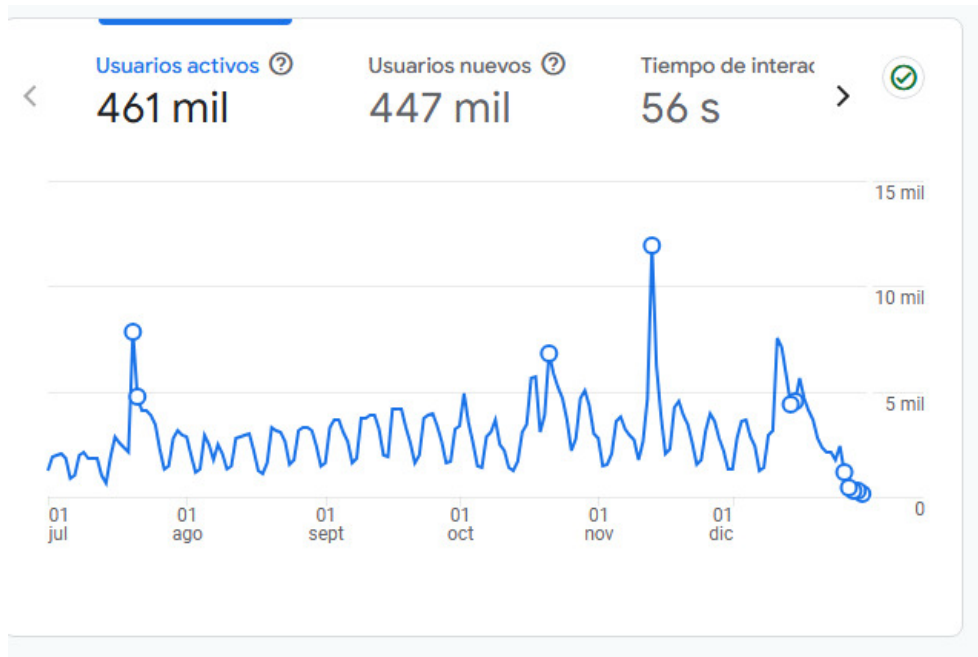 Usuarios activos
461 mil
Usuarios nuevos
447 mil
Tiempo de interac
56 s
15 mil
10 mil
5 mil
0
01 jul
01 ago
01 sept
01 oct
01 nov
01 dic